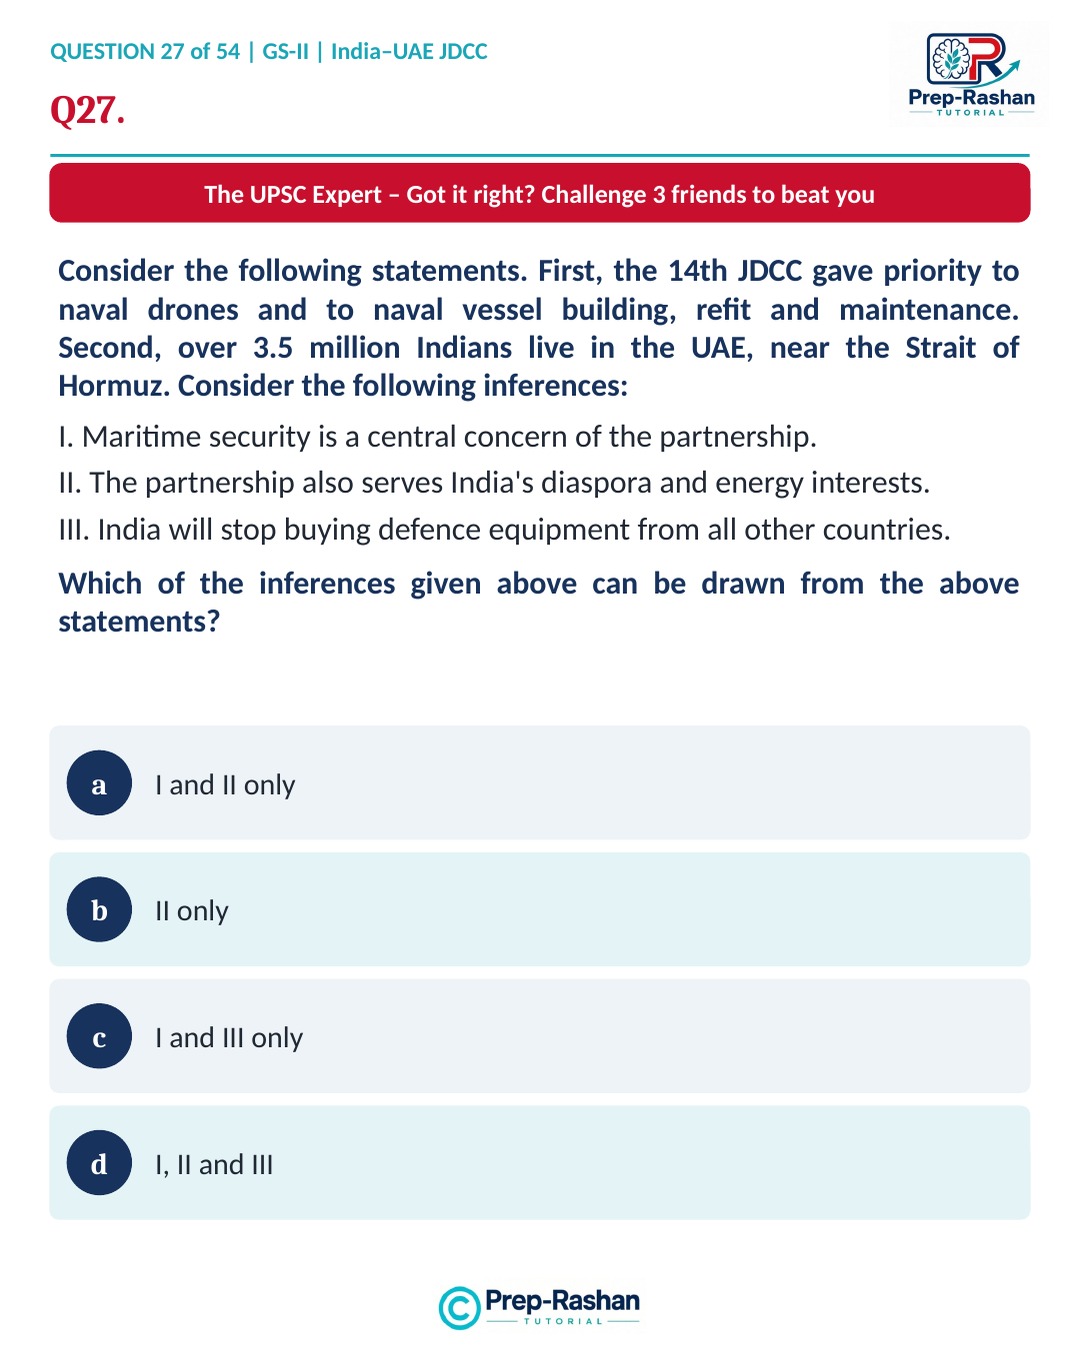 QUESTION 27 of 54 | GS-II | India–UAE JDCC
Q27.
R
Prep-Rashan
TUTORIAL
The UPSC Expert – Got it right? Challenge 3 friends to beat you
Consider the following statements. First, the 14th JDCC gave priority to
naval drones and to naval vessel building, refit and maintenance.
Second, over 3.5 million Indians live in the UAE, near the Strait of
Hormuz. Consider the following inferences:
I. Maritime security is a central concern of the partnership.
II. The partnership also serves India's diaspora and energy interests.
III. India will stop buying defence equipment from all other countries.
Which of the inferences given above can be drawn from the above
statements?
a I and II only
b II only
c I and III only
d I, II and III
© Prep-Rashan
TUTORIAL